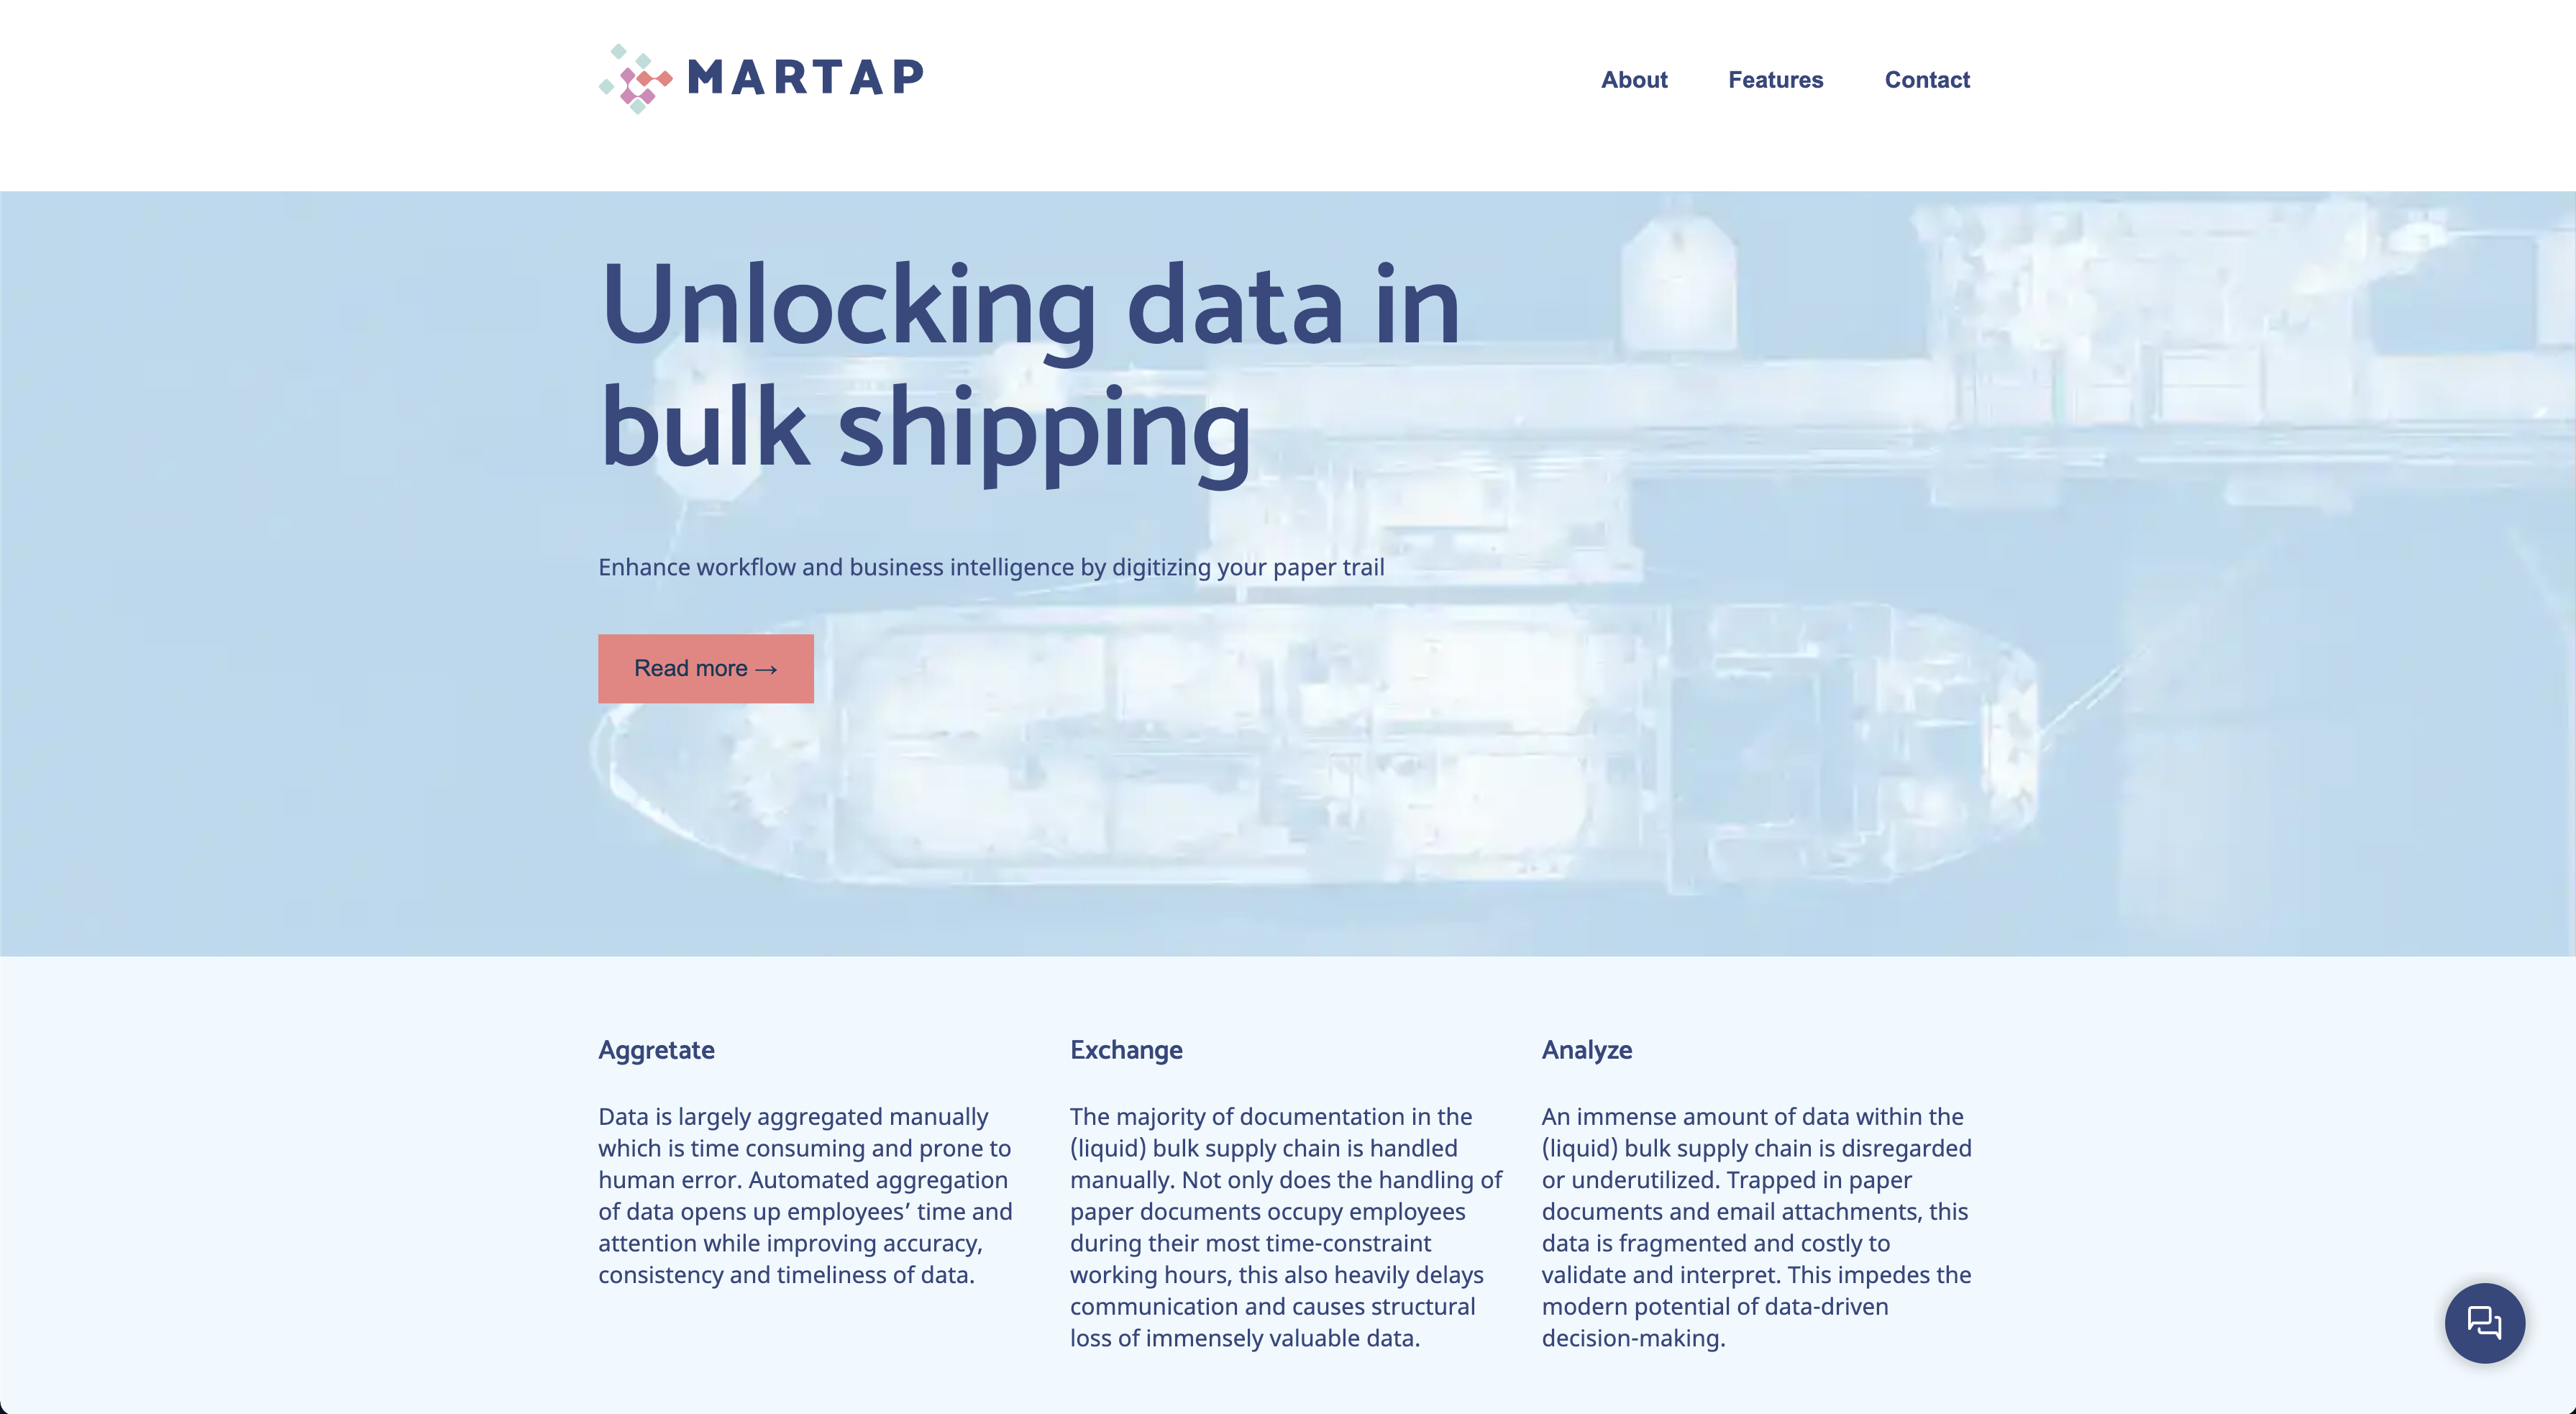 MARTAP
About Features Contact
Unlocking data in
bulk shipping
Enhance workflow and business intelligence by digitizing your paper trail
Read more →
Aggretate
Data is largely aggregated manually
which is time consuming and prone to
human error. Automated aggregation
of data opens up employees’ time and
attention while improving accuracy,
consistency and timeliness of data.
Exchange
The majority of documentation in the
(liquid) bulk supply chain is handled
manually. Not only does the handling of
paper documents occupy employees
during their most time-constraint
working hours, this also heavily delays
communication and causes structural
loss of immensely valuable data.
Analyze
An immense amount of data within the
(liquid) bulk supply chain is disregarded
or underutilized. Trapped in paper
documents and email attachments, this
data is fragmented and costly to
validate and interpret. This impedes the
modern potential of data-driven
decision-making.